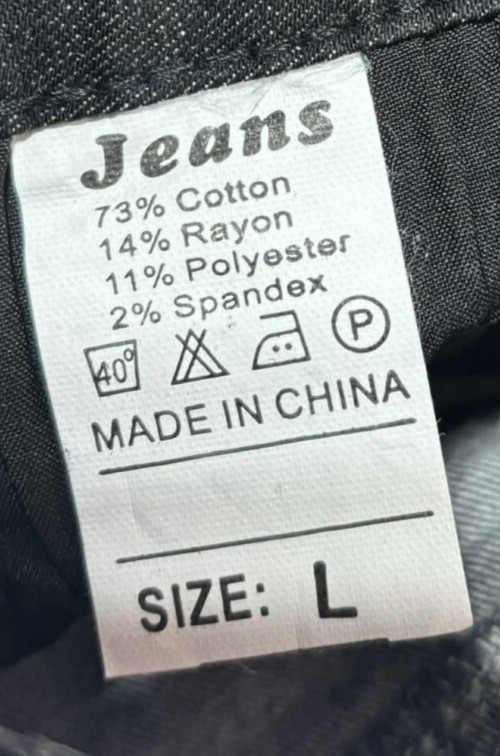 Jeans
73% Cotton
14% Rayon
11% Polyester
2% Spandex
40° P
MADE IN CHINA
SIZE: L